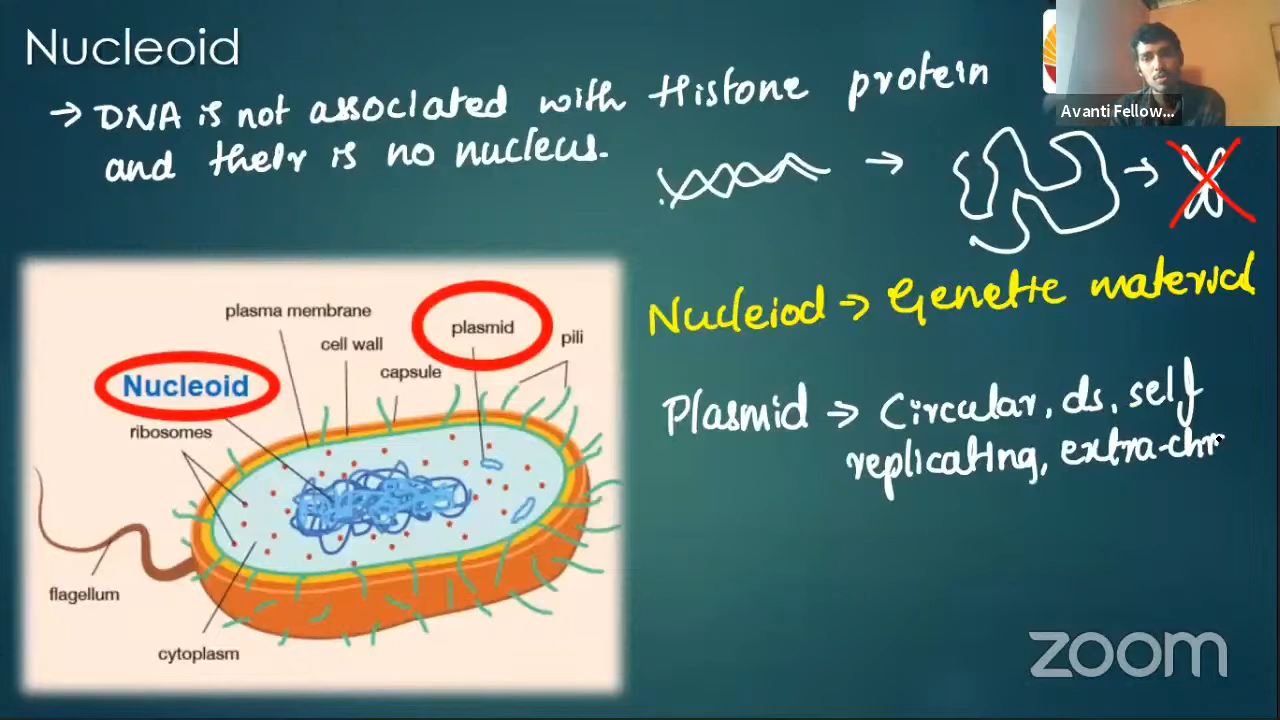 Nucleoid
Avanti Fellow...
→ DNA is not associated with Histone protein
and their is no nucleus.
Nucleiod → Genetic material
plasma membrane
plasmid
cell wall
pili
capsule
Nucleoid
ribosomes
flagellum
cytoplasm
Plasmid → Circular, ds, self
replicating, extra-chr
zoom